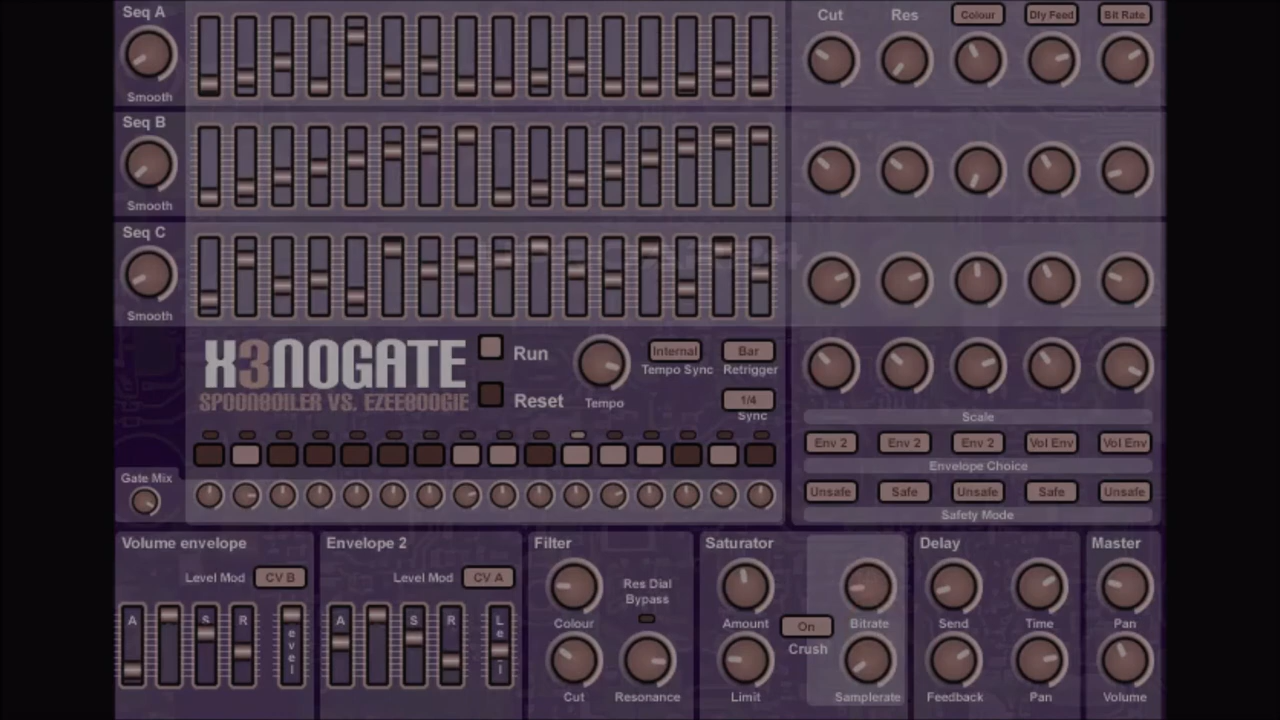 Seq A
Smooth
Cut Res Colour Dly Feed Bit Rate
Seq B
Smooth
Seq C
Smooth
X3NOGATE
SPOONBOILER VS. EZEEBOOGIE
Run
Reset
Tempo
Internal
Tempo Sync
Bar
Retrigger
1/4
Sync
Gate Mix
Scale
Env 2 Env 2 Env 2 Vol Env Vol Env
Envelope Choice
Unsafe Safe Unsafe Safe Unsafe
Safety Mode
Volume envelope
Level Mod CV B
A S R Level
Envelope 2
Level Mod CV A
A S R Le l
Filter
Colour
Res Dial
Bypass
Cut Resonance
Saturator
Amount
Limit
On
Crush
Bitrate
Samplerate
Delay
Send Time
Feedback Pan
Master
Pan
Volume